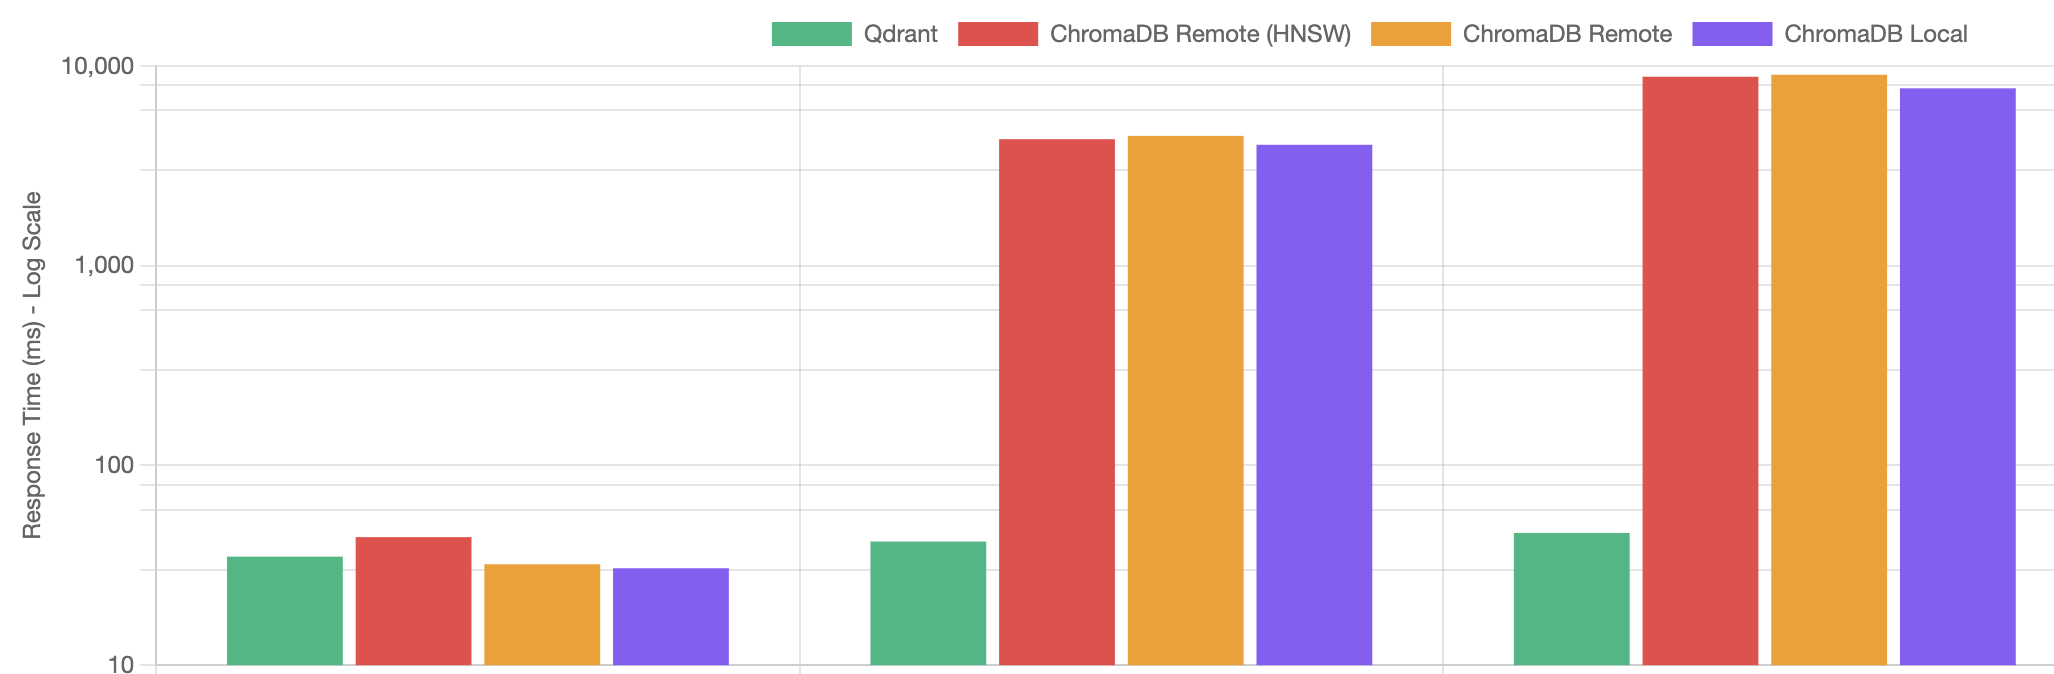 Qdrant ChromaDB Remote (HNSW) ChromaDB Remote ChromaDB Local
Response Time (ms) - Log Scale
10,000
1,000
100
10